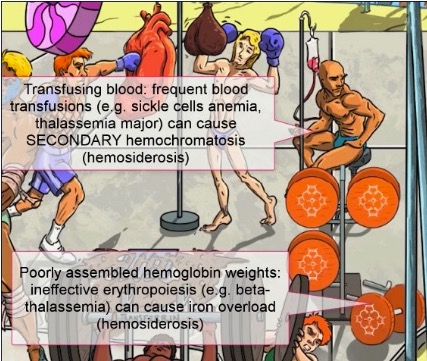 Transfusing blood: frequent blood
transfusions (e.g. sickle cells anemia,
thalassemia major) can cause
SECONDARY hemochromatosis
(hemosiderosis)
Poorly assembled hemoglobin weights:
ineffective erythropoiesis (e.g. beta-
thalassemia) can cause iron overload
(hemosiderosis)